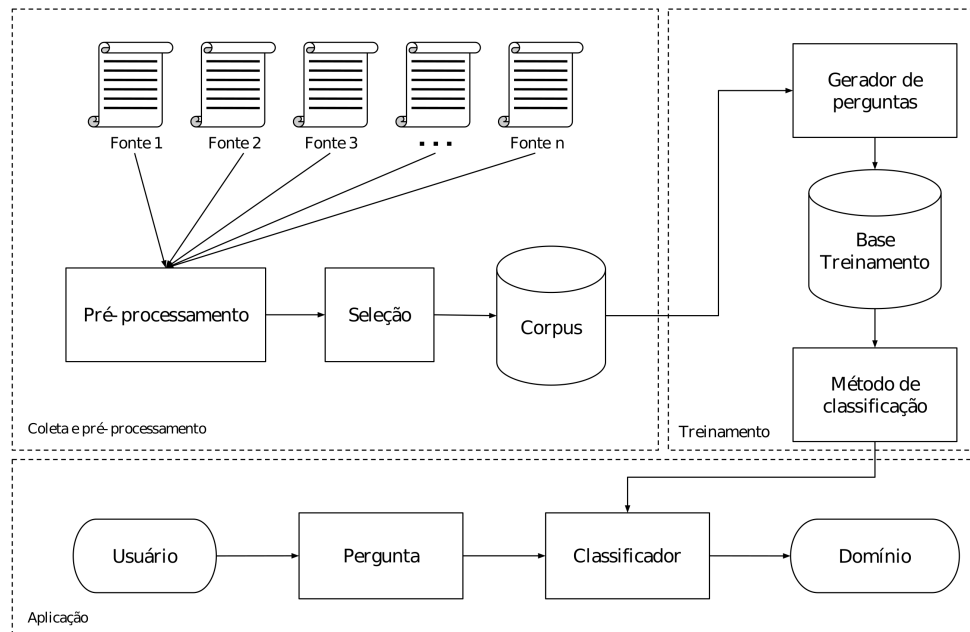 Fonte 1
Fonte 2
Fonte 3
...
Fonte n
Pré-processamento
Seleção
Corpus
Coleta e pré-processamento
Gerador de
perguntas
Base
Treinamento
Método de
classificação
Treinamento
Usuário
Pergunta
Classificador
Domínio
Aplicação